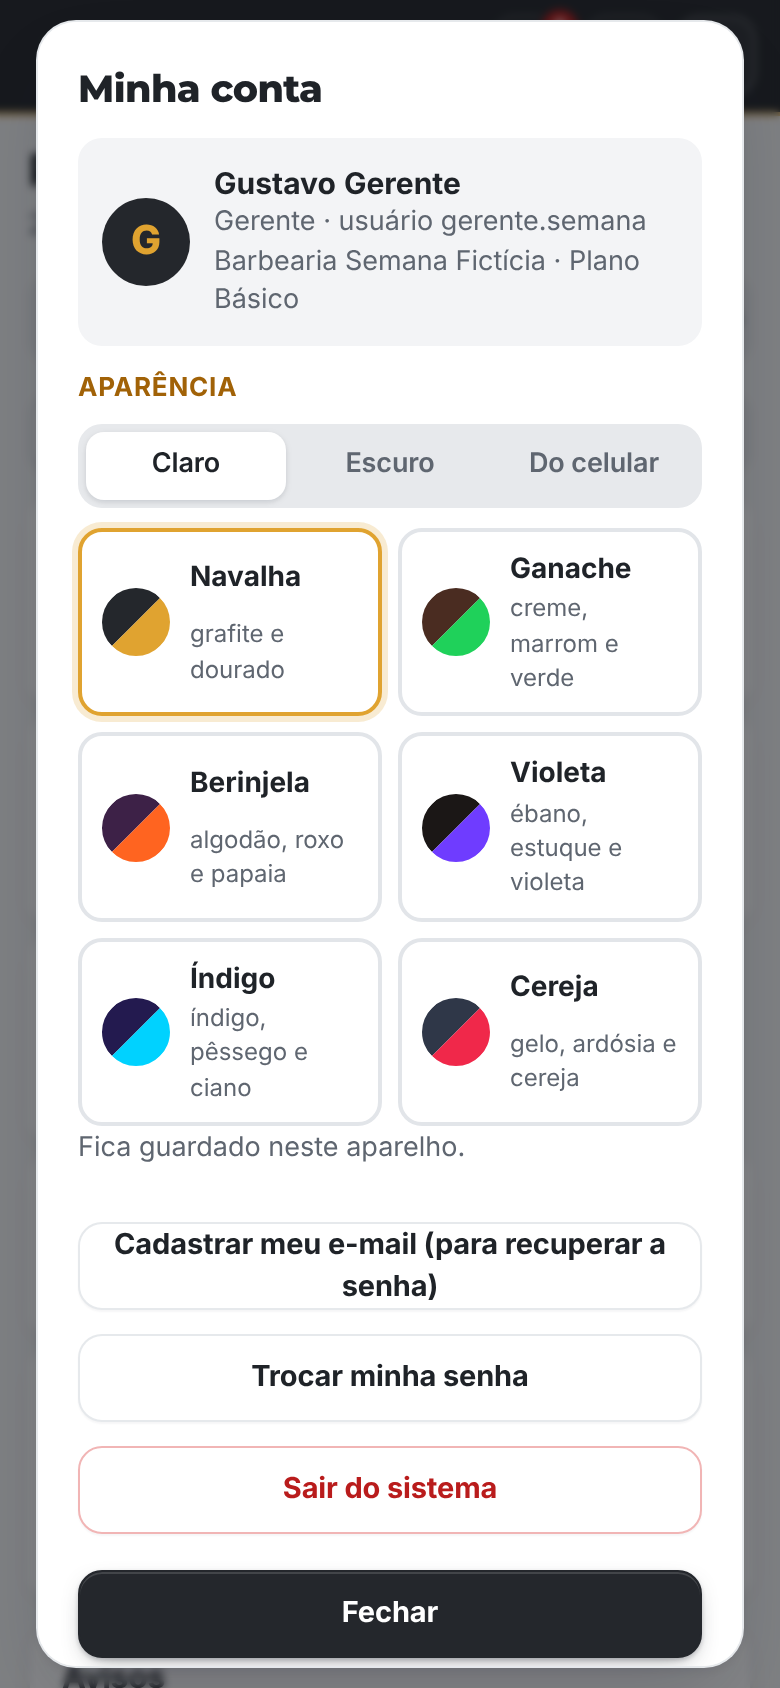 Minha conta
G
Gustavo Gerente
Gerente · usuário gerente.semana
Barbearia Semana Fictícia · Plano
Básico
APARÊNCIA
Claro
Escuro
Do celular
Navalha
grafite e
dourado
Ganache
creme,
marrom e
verde
Berinjela
algodão, roxo
e papaia
Violeta
ébano,
estuque e
violeta
Índigo
índigo,
pêssego e
ciano
Cereja
gelo, ardósia e
cereja
Fica guardado neste aparelho.
Cadastrar meu e-mail (para recuperar a
senha)
Trocar minha senha
Sair do sistema
Fechar
Avisos